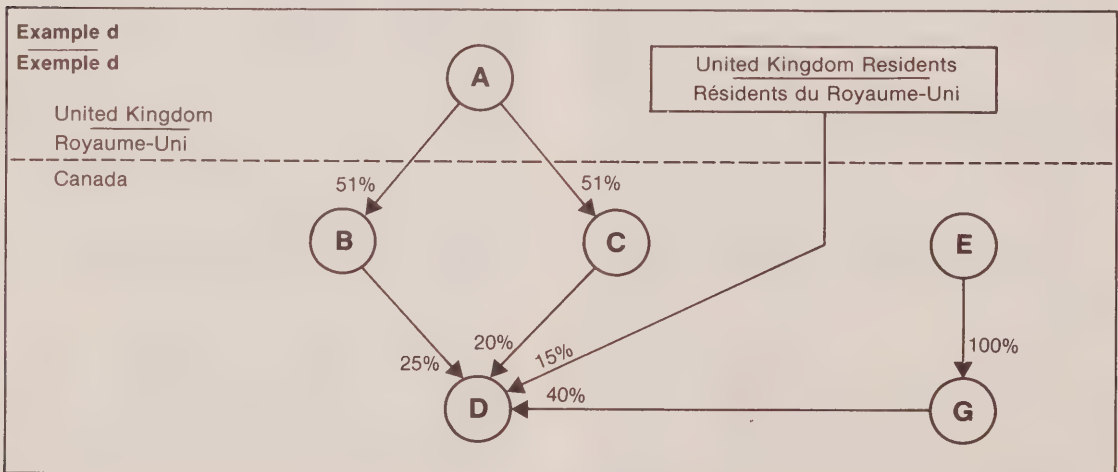 Example d
Exemple d
A
United Kingdom Residents
Résidents du Royaume-Uni
United Kingdom
Royaume-Uni
Canada
51%
51%
B
C
E
25%
20%
15%
100%
40%
D
G